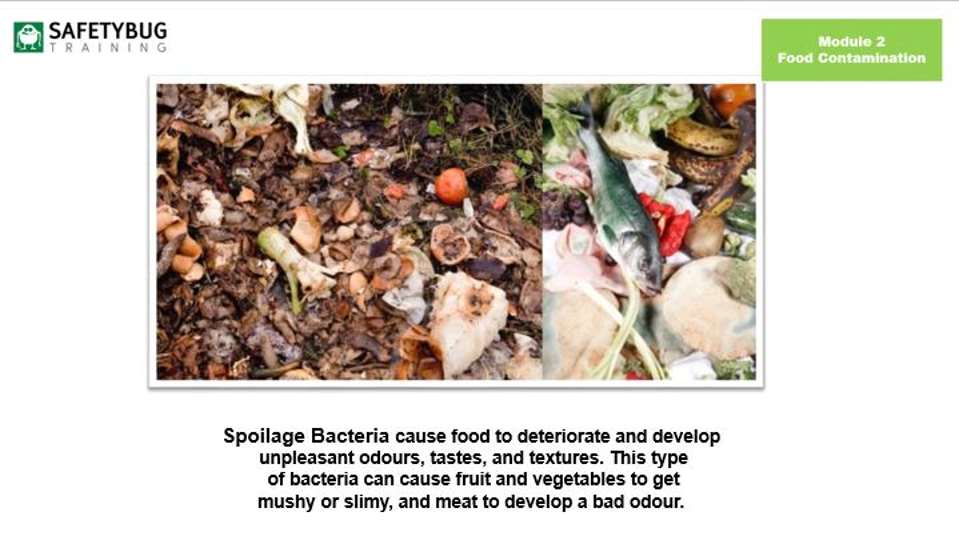 SAFETYBUG
TRAINING
Module 2
Food Contamination
Spoilage Bacteria cause food to deteriorate and develop
unpleasant odours, tastes, and textures. This type
of bacteria can cause fruit and vegetables to get
mushy or slimy, and meat to develop a bad odour.